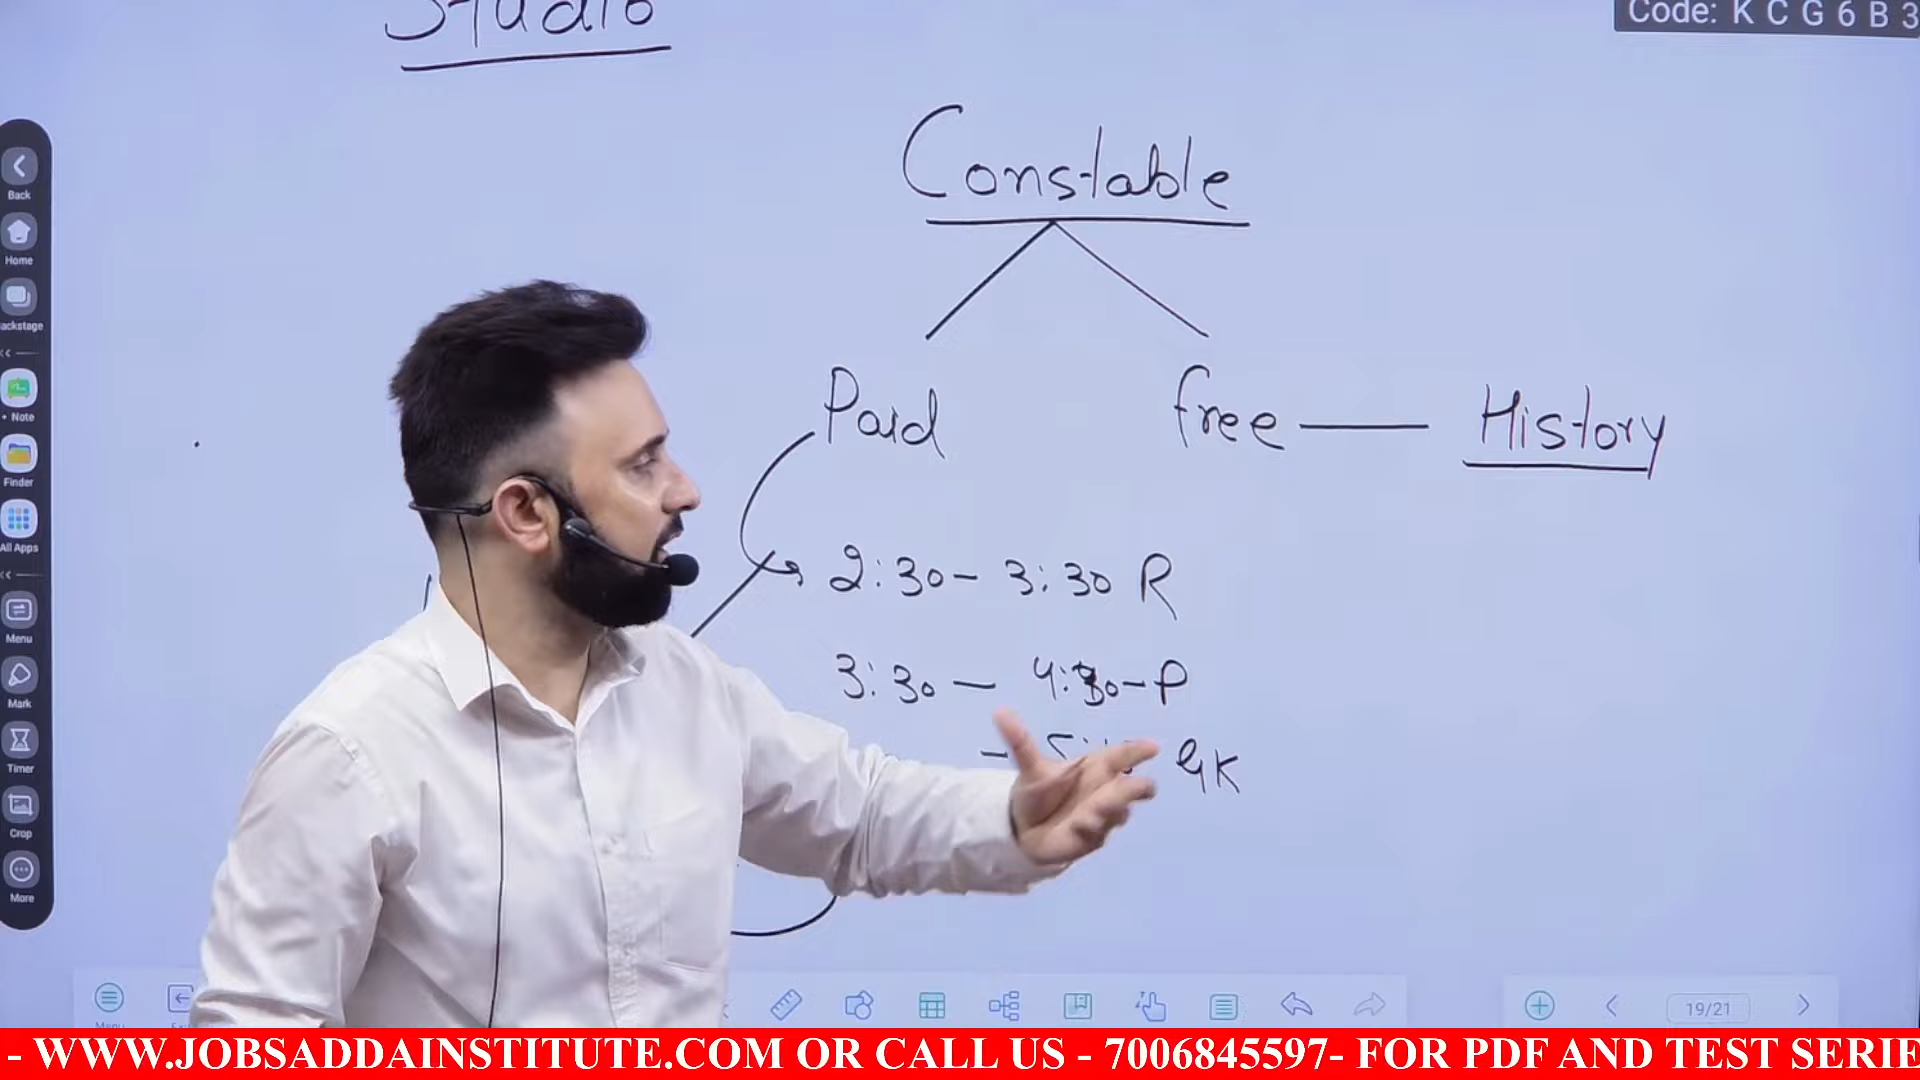 Studio
Code: K C G 6 B 3
Constable
Paid
free — History
2:30 – 3:30 R
3:30 – 4:30 – P
– GK
Back
Home
Backstage
Note
Finder
All Apps
Menu
Mark
Timer
Crop
More
19/21
- WWW.JOBSADDAINSTITUTE.COM OR CALL US - 7006845597- FOR PDF AND TEST SERIE